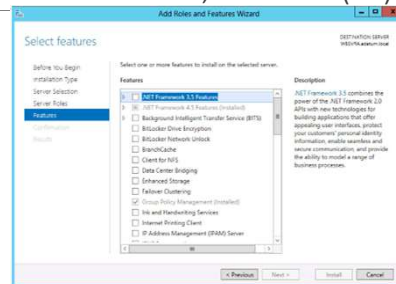 Add Roles and Features Wizard
Select features
DESTINATION SERVER
Before You Begin
Installation Type
Server Selection
Server Roles
Features
Confirmation
Results
Select one or more features to install on the selected server.
Features
.NET Framework 3.5 Features
.NET Framework 4.5 Features (Installed)
Background Intelligent Transfer Service (BITS)
BitLocker Drive Encryption
BitLocker Network Unlock
BranchCache
Client for NFS
Data Center Bridging
Enhanced Storage
Failover Clustering
Group Policy Management (Installed)
Ink and Handwriting Services
Internet Printing Client
IP Address Management (IPAM) Server
Description
.NET Framework 3.5 combines the
power of the .NET Framework 2.0
APIs with new technologies for
building applications that offer
appealing user interfaces, protect
your customers' personal identity
information, enable seamless and
secure communication, and provide
the ability to model a range of
business processes.
< Previous
Next >
Install
Cancel